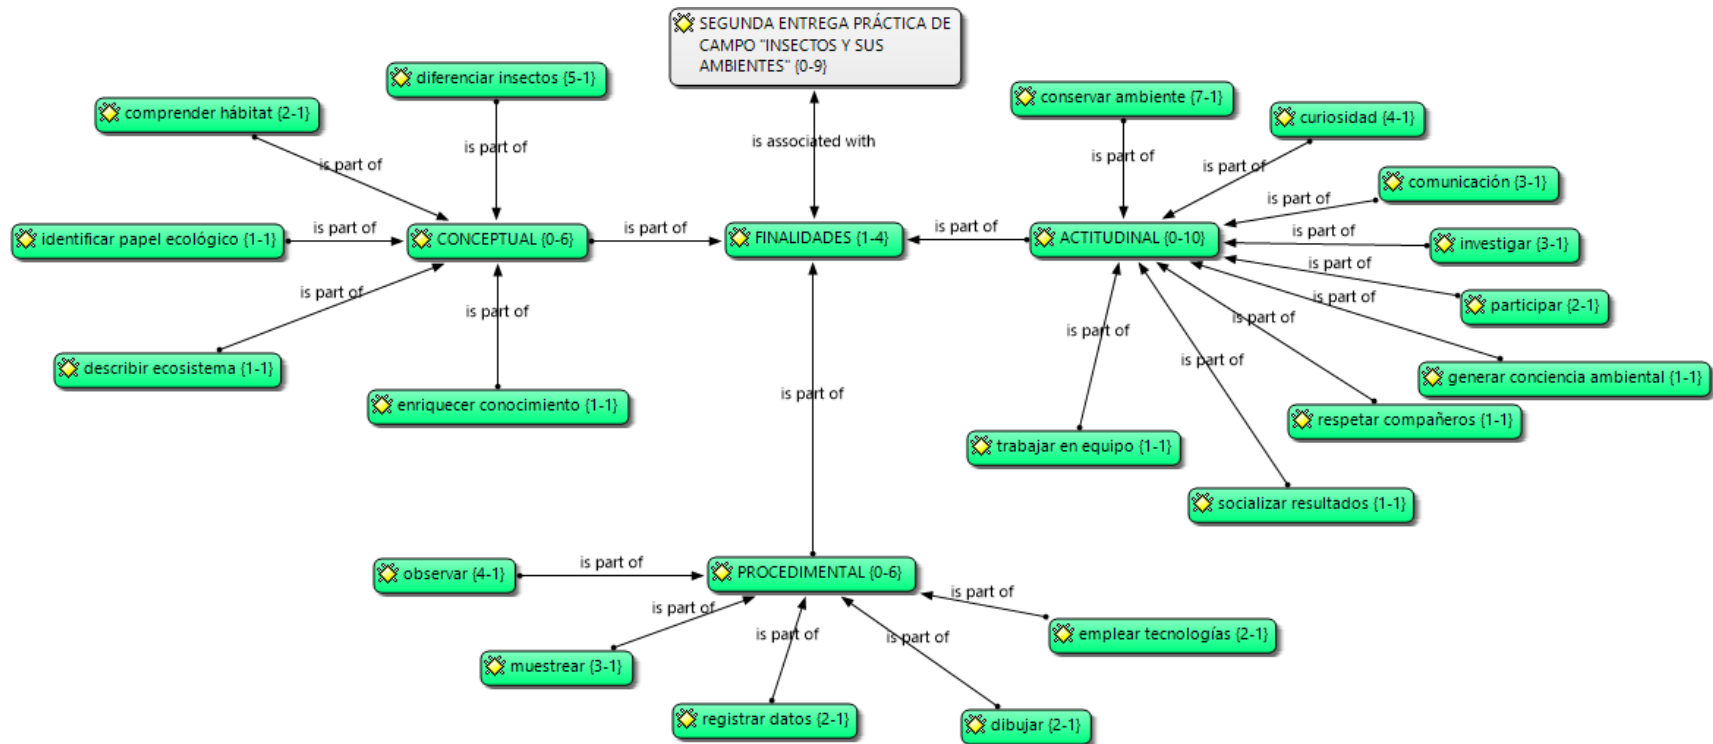 SEGUNDA ENTREGA PRÁCTICA DE
CAMPO "INSECTOS Y SUS
AMBIENTES" {0-9}
diferenciar insectos {5-1}
comprender hábitat {2-1}
conservar ambiente {7-1}
curiosidad {4-1}
is associated with
is part of
is part of
is part of
is part of
comunicación {3-1}
is part of
identificar papel ecológico {1-1}
is part of
CONCEPTUAL {0-6}
is part of
FINALIDADES {1-4}
is part of
ACTITUDINAL {0-10}
is part of
investigar {3-1}
is part of
is part of
is part of
participar {2-1}
is part of
is part of
is part of
is part of
describir ecosistema {1-1}
generar conciencia ambiental {1-1}
is part of
enriquecer conocimiento {1-1}
respetar compañeros {1-1}
trabajar en equipo {1-1}
socializar resultados {1-1}
observar {4-1}
is part of
PROCEDIMENTAL {0-6}
is part of
is part of
is part of
is part of
emplear tecnologías {2-1}
muestrear {3-1}
registrar datos {2-1}
dibujar {2-1}